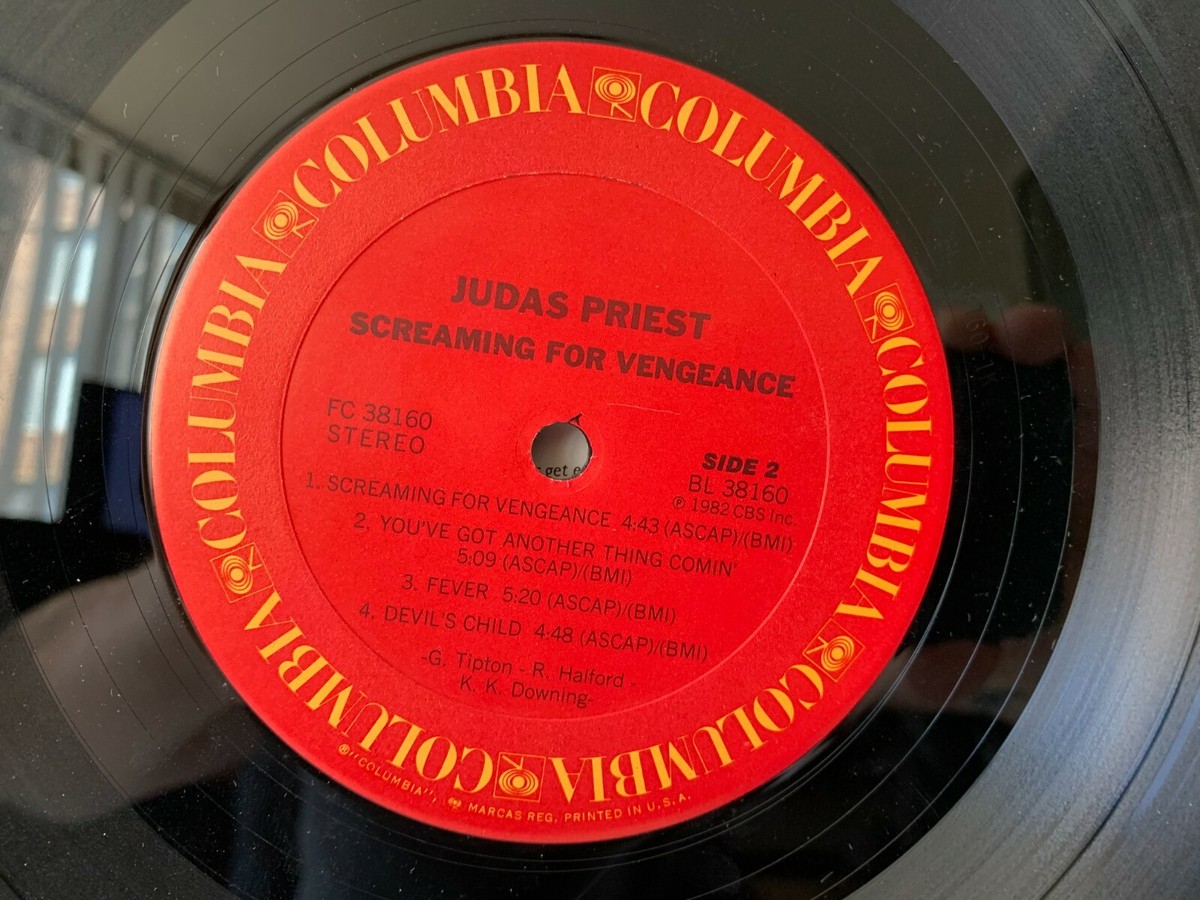 COLUMBIA COLUMBIA COLUMBIA COLUMBIA COLUMBIA COLUMBIA COLUMBIA
JUDAS PRIEST
SCREAMING FOR VENGEANCE
FC 38160
STEREO
SIDE 2
BL 38160
℗ 1982 CBS Inc.
get
1. SCREAMING FOR VENGEANCE 4:43 (ASCAP)/(BMI)
2. YOU'VE GOT ANOTHER THING COMIN'
5:09 (ASCAP)/(BMI)
3. FEVER 5:20 (ASCAP)/(BMI)
4. DEVIL'S CHILD 4:48 (ASCAP)/(BMI)
-G. Tipton - R. Halford -
K. K. Downing-
®"COLUMBIA", MARCAS REG. PRINTED IN U.S.A.